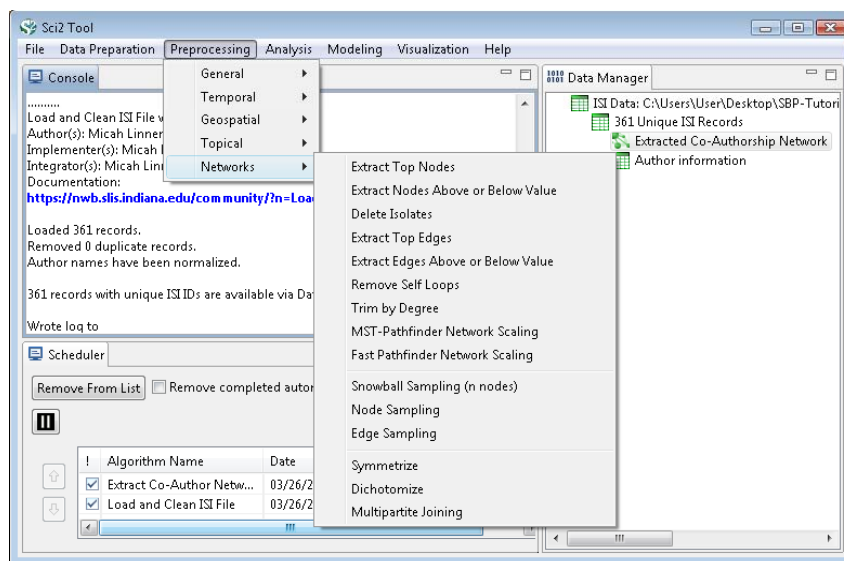 Sci2 Tool
File Data Preparation Preprocessing Analysis Modeling Visualization Help
Console
..........
Load and Clean ISI File
Author(s): Micah Linner
Implementer(s): Micah
Integrator(s): Micah Lin
Documentation:
https://nwb.slis.indiana.edu/community/?n=Loa
Loaded 361 records.
Removed 0 duplicate records.
Author names have been normalized.
361 records with unique ISI IDs are available via Da
Wrote log to
General
Temporal
Geospatial
Topical
Networks
Extract Top Nodes
Extract Nodes Above or Below Value
Delete Isolates
Extract Top Edges
Extract Edges Above or Below Value
Remove Self Loops
Trim by Degree
MST-Pathfinder Network Scaling
Fast Pathfinder Network Scaling
Snowball Sampling (n nodes)
Node Sampling
Edge Sampling
Symmetrize
Dichotomize
Multipartite Joining
Scheduler
Remove From List Remove completed autor
! Algorithm Name Date
Extract Co-Author Netw... 03/26/2
Load and Clean ISI File 03/26/2
Data Manager
ISI Data: C:\Users\User\Desktop\SBP-Tutori
361 Unique ISI Records
Extracted Co-Authorship Network
Author information